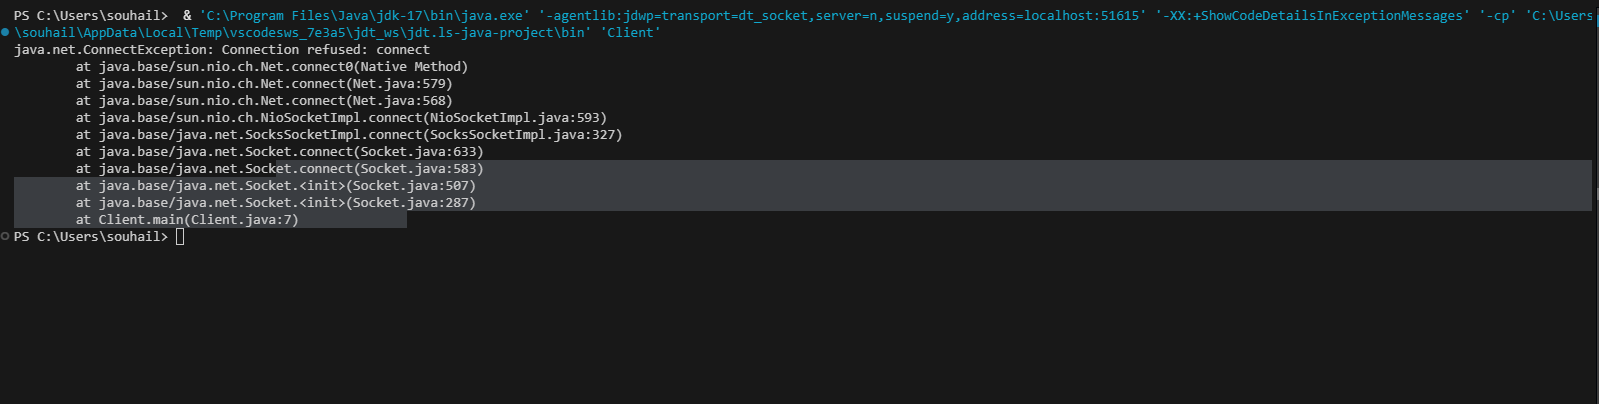 PS C:\Users\souhail>  & 'C:\Program Files\Java\jdk-17\bin\java.exe' '-agentlib:jdwp=transport=dt_socket,server=n,suspend=y,address=localhost:51615' '-XX:+ShowCodeDetailsInExceptionMessages' '-cp' 'C:\Users
\souhail\AppData\Local\Temp\vscodesws_7e3a5\jdt_ws\jdt.ls-java-project\bin' 'Client'
java.net.ConnectException: Connection refused: connect
        at java.base/sun.nio.ch.Net.connect0(Native Method)
        at java.base/sun.nio.ch.Net.connect(Net.java:579)
        at java.base/sun.nio.ch.Net.connect(Net.java:568)
        at java.base/sun.nio.ch.NioSocketImpl.connect(NioSocketImpl.java:593)
        at java.base/java.net.SocksSocketImpl.connect(SocksSocketImpl.java:327)
        at java.base/java.net.Socket.connect(Socket.java:633)
        at java.base/java.net.Socket.connect(Socket.java:583)
        at java.base/java.net.Socket.<init>(Socket.java:507)
        at java.base/java.net.Socket.<init>(Socket.java:287)
        at Client.main(Client.java:7)
PS C:\Users\souhail>